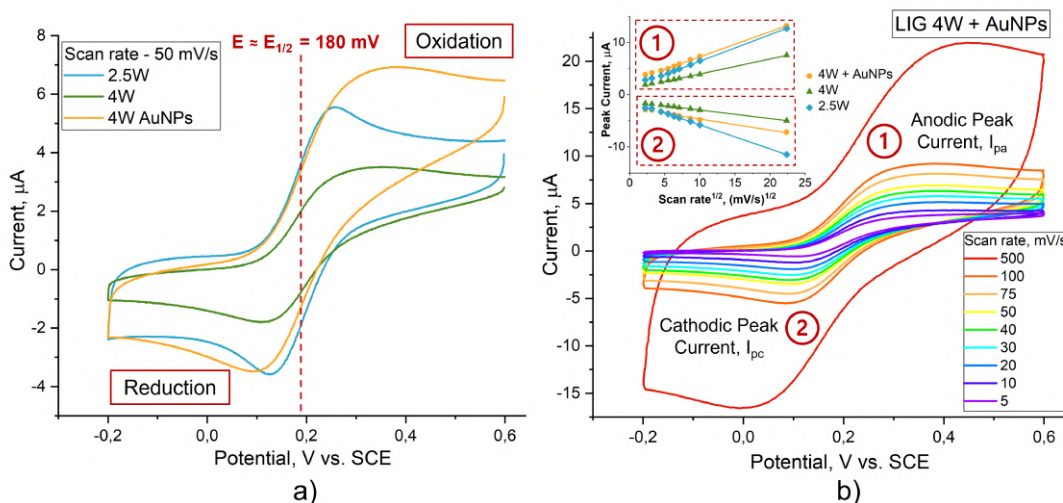 E ≈ E1/2 = 180 mV
Oxidation
Scan rate - 50 mV/s
2.5W
4W
4W AuNPs
Reduction
8
6
4
2
0
-2
-4
Current, μA
-0,2
0,0
0,2
0,4
0,6
Potential, V vs. SCE
a)
LIG 4W + AuNPs
25
20
15
10
5
0
-5
-10
-15
Current, μA
10
0
10
Peak Current, μA
1
2
0
5
10
15
20
25
Scan rate1/2, (mV/s)1/2
4W + AuNPs
4W
2.5W
1
Anodic Peak
Current, Ipa
Cathodic Peak
Current, Ipc
2
Scan rate, mV/s
500
100
75
50
40
30
20
10
5
-0,2
0,0
0,2
0,4
0,6
Potential, V vs. SCE
b)